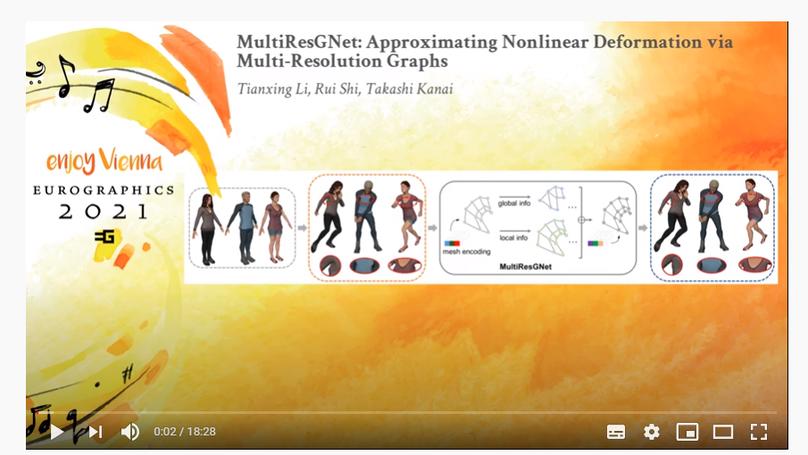 MultiResGNet: Approximating Nonlinear Deformation via
Multi-Resolution Graphs
Tianxing Li, Rui Shi, Takashi Kanai
enjoy Vienna
EUROGRAPHICS
2021
global info
local info
mesh encoding
MultiResGNet
0:02 / 18:28